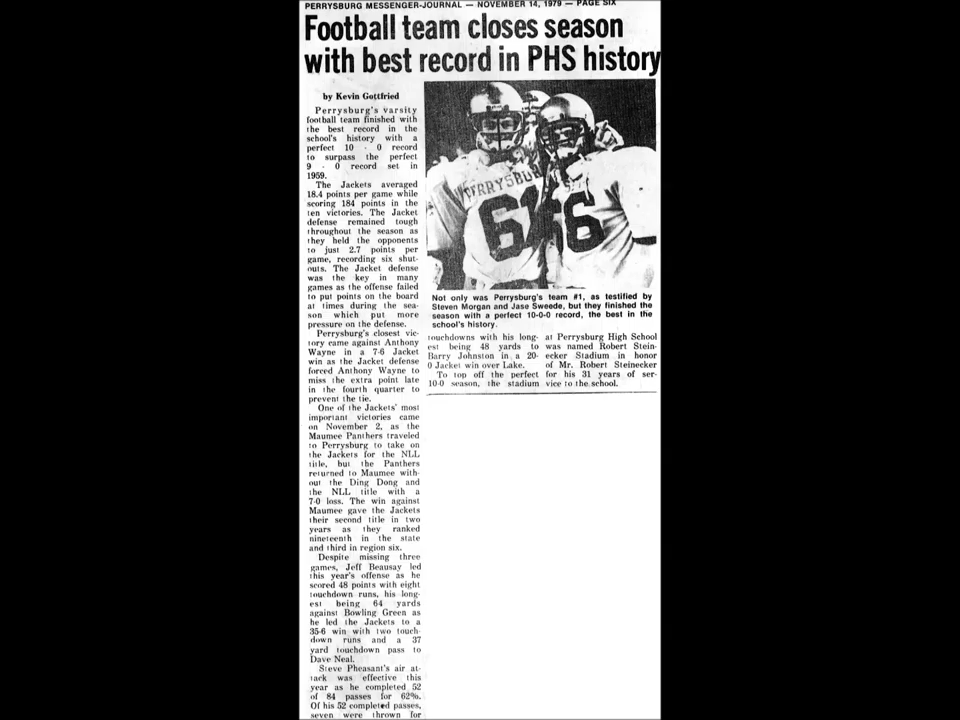 PERRYSBURG MESSENGER-JOURNAL — NOVEMBER 14, 1979 — PAGE SIX
Football team closes season
with best record in PHS history
by Kevin Gottfried
Perrysburg's varsity
football team finished with
the best record in the
school's history with a
perfect 10 - 0 record
to surpass the perfect
9 - 0 record set in
1959.
The Jackets averaged
18.4 points per game while
scoring 184 points in the
ten victories. The Jacket
defense remained tough
throughout the season as
they held the opponents
to just 2.7 points per
game, recording six shut-
outs. The Jacket defense
was the key in many
games as the offense failed
to put points on the board
at times during the sea-
son which put more
pressure on the defense.
Perrysburg's closest vic-
tory came against Anthony
Wayne in a 7-6 Jacket
win as the Jacket defense
forced Anthony Wayne to
miss the extra point late
in the fourth quarter to
prevent the tie.
One of the Jackets' most
important victories came
on November 2, as the
Maumee Panthers traveled
to Perrysburg to take on
the Jackets for the NLL
title, but the Panthers
returned to Maumee with-
out the Ding Dong and
the NLL title with a
7-0 loss. The win against
Maumee gave the Jackets
their second title in two
years as they ranked
nineteenth in the state
and third in region six.
Despite missing three
games, Jeff Beausay led
this year's offense as he
scored 48 points with eight
touchdown runs, his long-
est being 64 yards
against Bowling Green as
he led the Jackets to a
35-6 win with two touch-
down runs and a 37
yard touchdown pass to
Dave Neal.
Steve Pheasant's air at-
tack was effective this
year as he completed 52
of 84 passes for 62%.
Of his 52 completed passes,
seven were thrown for
PERRYSBUR
61
56
Not only was Perrysburg's team #1, as testified by
Steven Morgan and Jase Sweede, but they finished the
season with a perfect 10-0-0 record, the best in the
school's history.
touchdowns with his long-
est being 48 yards to
Barry Johnston in a 20-
0 Jacket win over Lake.
To top off the perfect
10-0 season, the stadium
at Perrysburg High School
was named Robert Stein-
ecker Stadium in honor
of Mr. Robert Steinecker
for his 31 years of ser-
vice to the school.